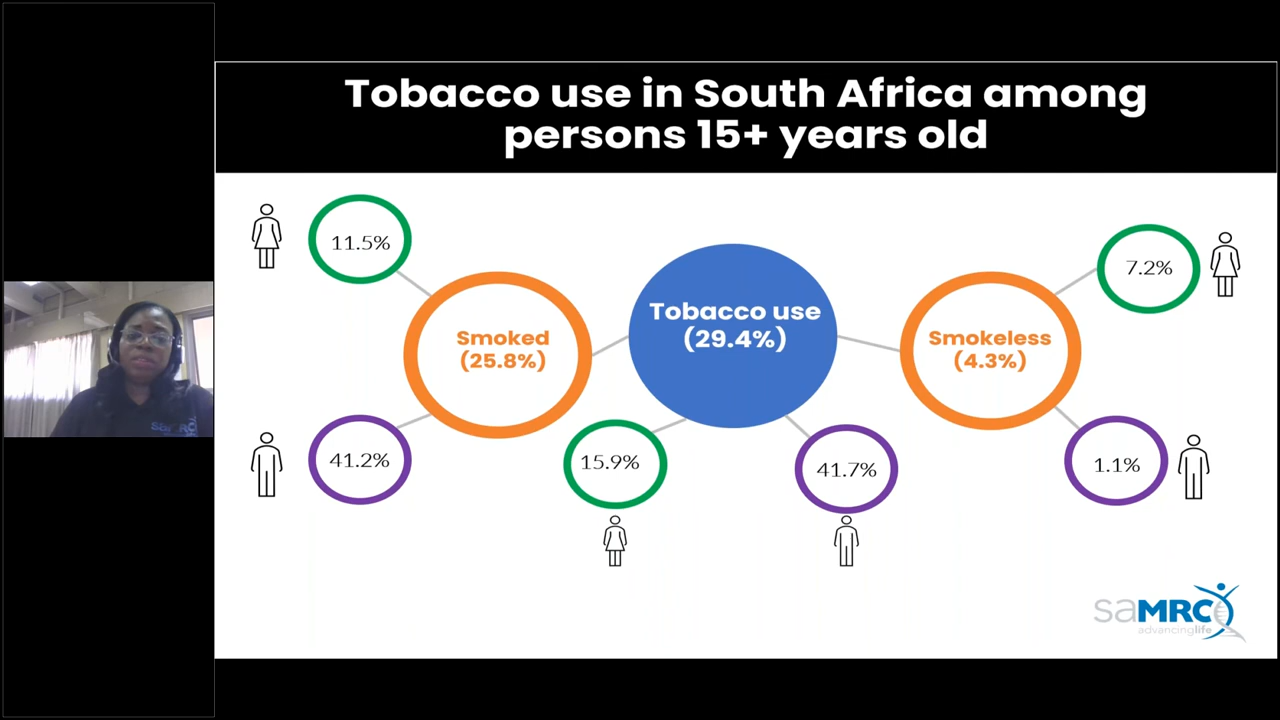 Tobacco use in South Africa among
persons 15+ years old
11.5%
7.2%
Tobacco use
(29.4%)
Smoked
(25.8%)
Smokeless
(4.3%)
41.2%
15.9%
41.7%
1.1%
saMRC
advancinglife
saMRC